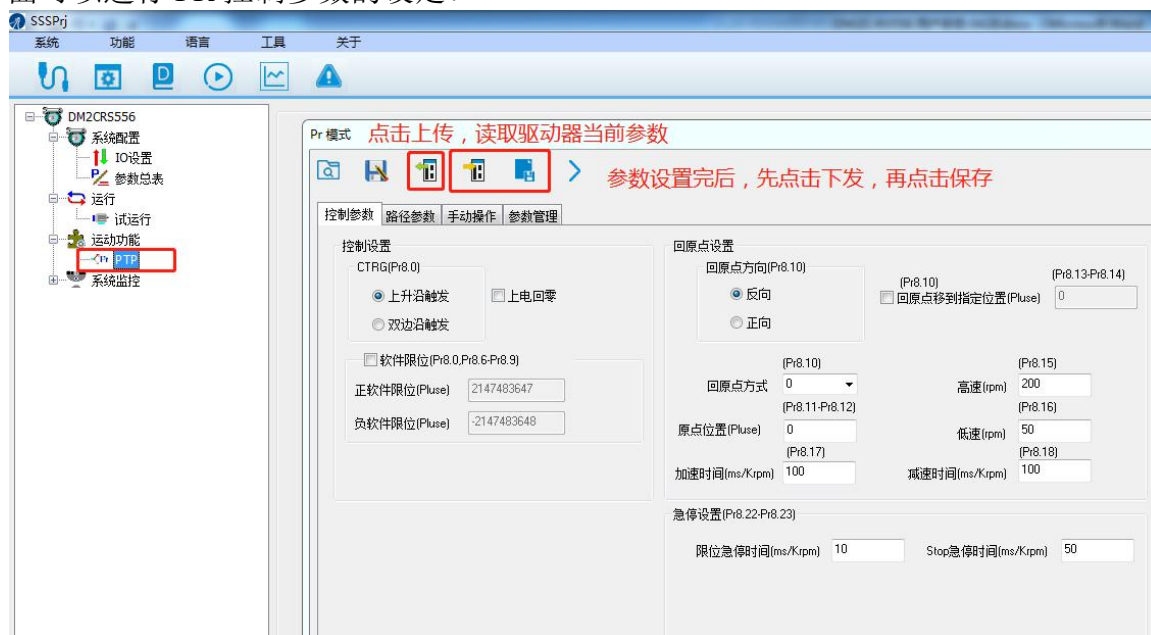 SSSPrj
系统 功能 语言 工具 关于
DM2CRS556
系统配置
IO设置
参数总表
运行
试运行
运动功能
PTP
系统监控
Pr模式 点击上传，读取驱动器当前参数
参数设置完后，先点击下发，再点击保存
控制参数 路径参数 手动操作 参数管理
控制设置
CTRG(Pr8.0)
上升沿触发 上电回零
双边沿触发
软件限位(Pr8.0,Pr8.6-Pr8.9)
正软件限位(Pluse) 2147483647
负软件限位(Pluse) -2147483648
回原点设置
回原点方向(Pr8.10)
反向
正向
(Pr8.10) (Pr8.13-Pr8.14)
回原点移到指定位置(Pluse) 0
(Pr8.10) (Pr8.15)
回原点方式 0 高速(rpm) 200
(Pr8.11-Pr8.12) (Pr8.16)
原点位置(Pluse) 0 低速(rpm) 50
(Pr8.17) (Pr8.18)
加速时间(ms/Krpm) 100 减速时间(ms/Krpm) 100
急停设置(Pr8.22-Pr8.23)
限位急停时间(ms/Krpm) 10 Stop急停时间(ms/Krpm) 50